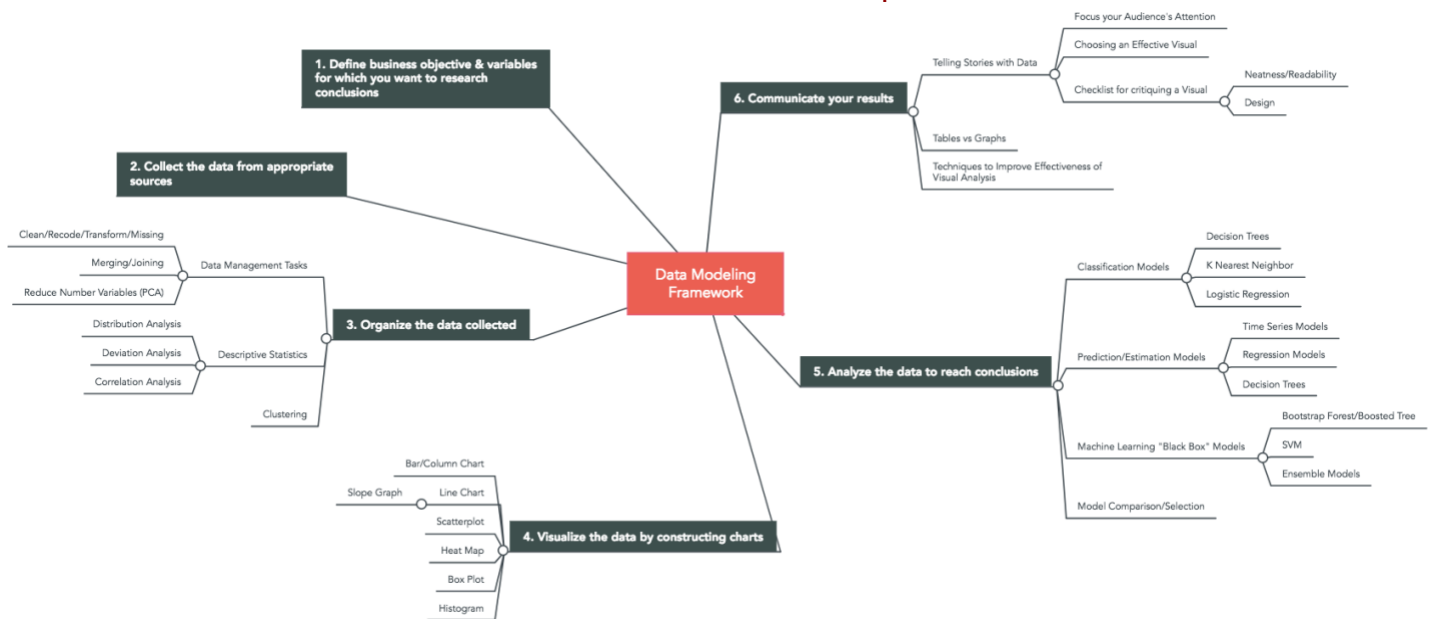 Data Modeling
Framework
1. Define business objective & variables
for which you want to research
conclusions
2. Collect the data from appropriate
sources
3. Organize the data collected
Data Management Tasks
Clean/Recode/Transform/Missing
Merging/Joining
Reduce Number Variables (PCA)
Descriptive Statistics
Distribution Analysis
Deviation Analysis
Correlation Analysis
Clustering
4. Visualize the data by constructing charts
Bar/Column Chart
Line Chart
Slope Graph
Scatterplot
Heat Map
Box Plot
Histogram
5. Analyze the data to reach conclusions
Classification Models
Decision Trees
K Nearest Neighbor
Logistic Regression
Prediction/Estimation Models
Time Series Models
Regression Models
Decision Trees
Machine Learning "Black Box" Models
Bootstrap Forest/Boosted Tree
SVM
Ensemble Models
Model Comparison/Selection
6. Communicate your results
Telling Stories with Data
Focus your Audience's Attention
Choosing an Effective Visual
Checklist for critiquing a Visual
Neatness/Readability
Design
Tables vs Graphs
Techniques to Improve Effectiveness of
Visual Analysis